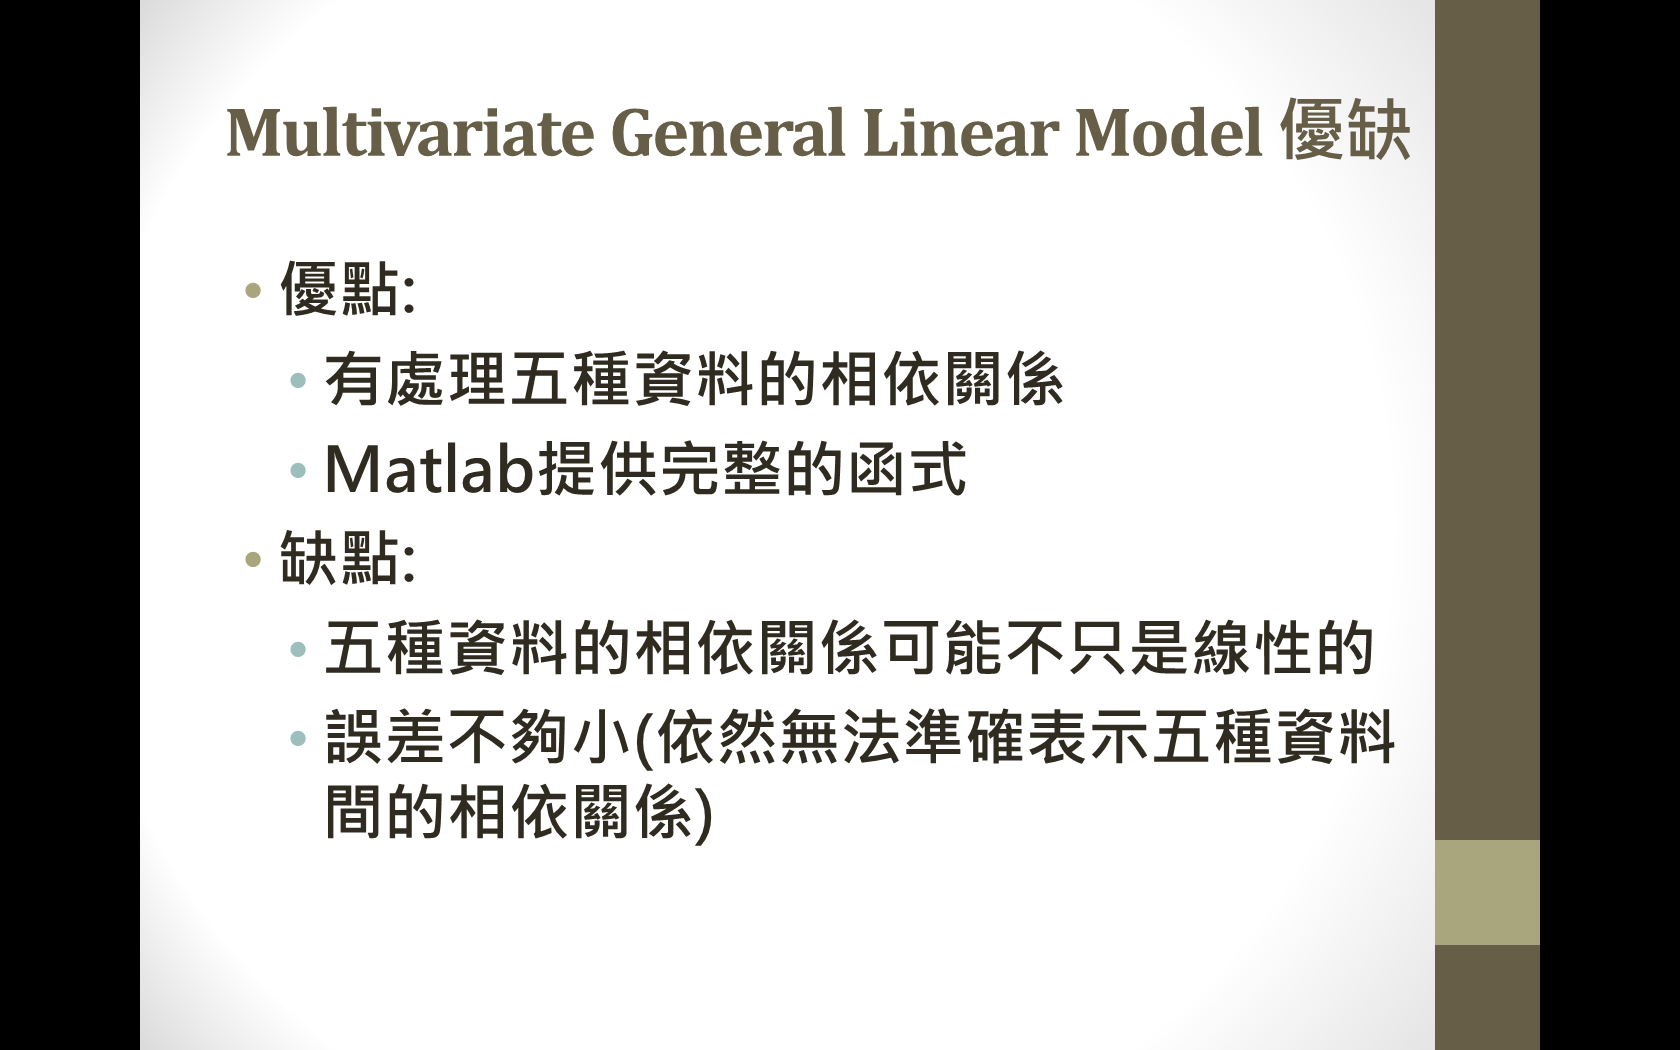 Multivariate General Linear Model 優缺
• 優點:
• 有處理五種資料的相依關係
• Matlab提供完整的函式
• 缺點:
• 五種資料的相依關係可能不只是線性的
• 誤差不夠小(依然無法準確表示五種資料
間的相依關係)